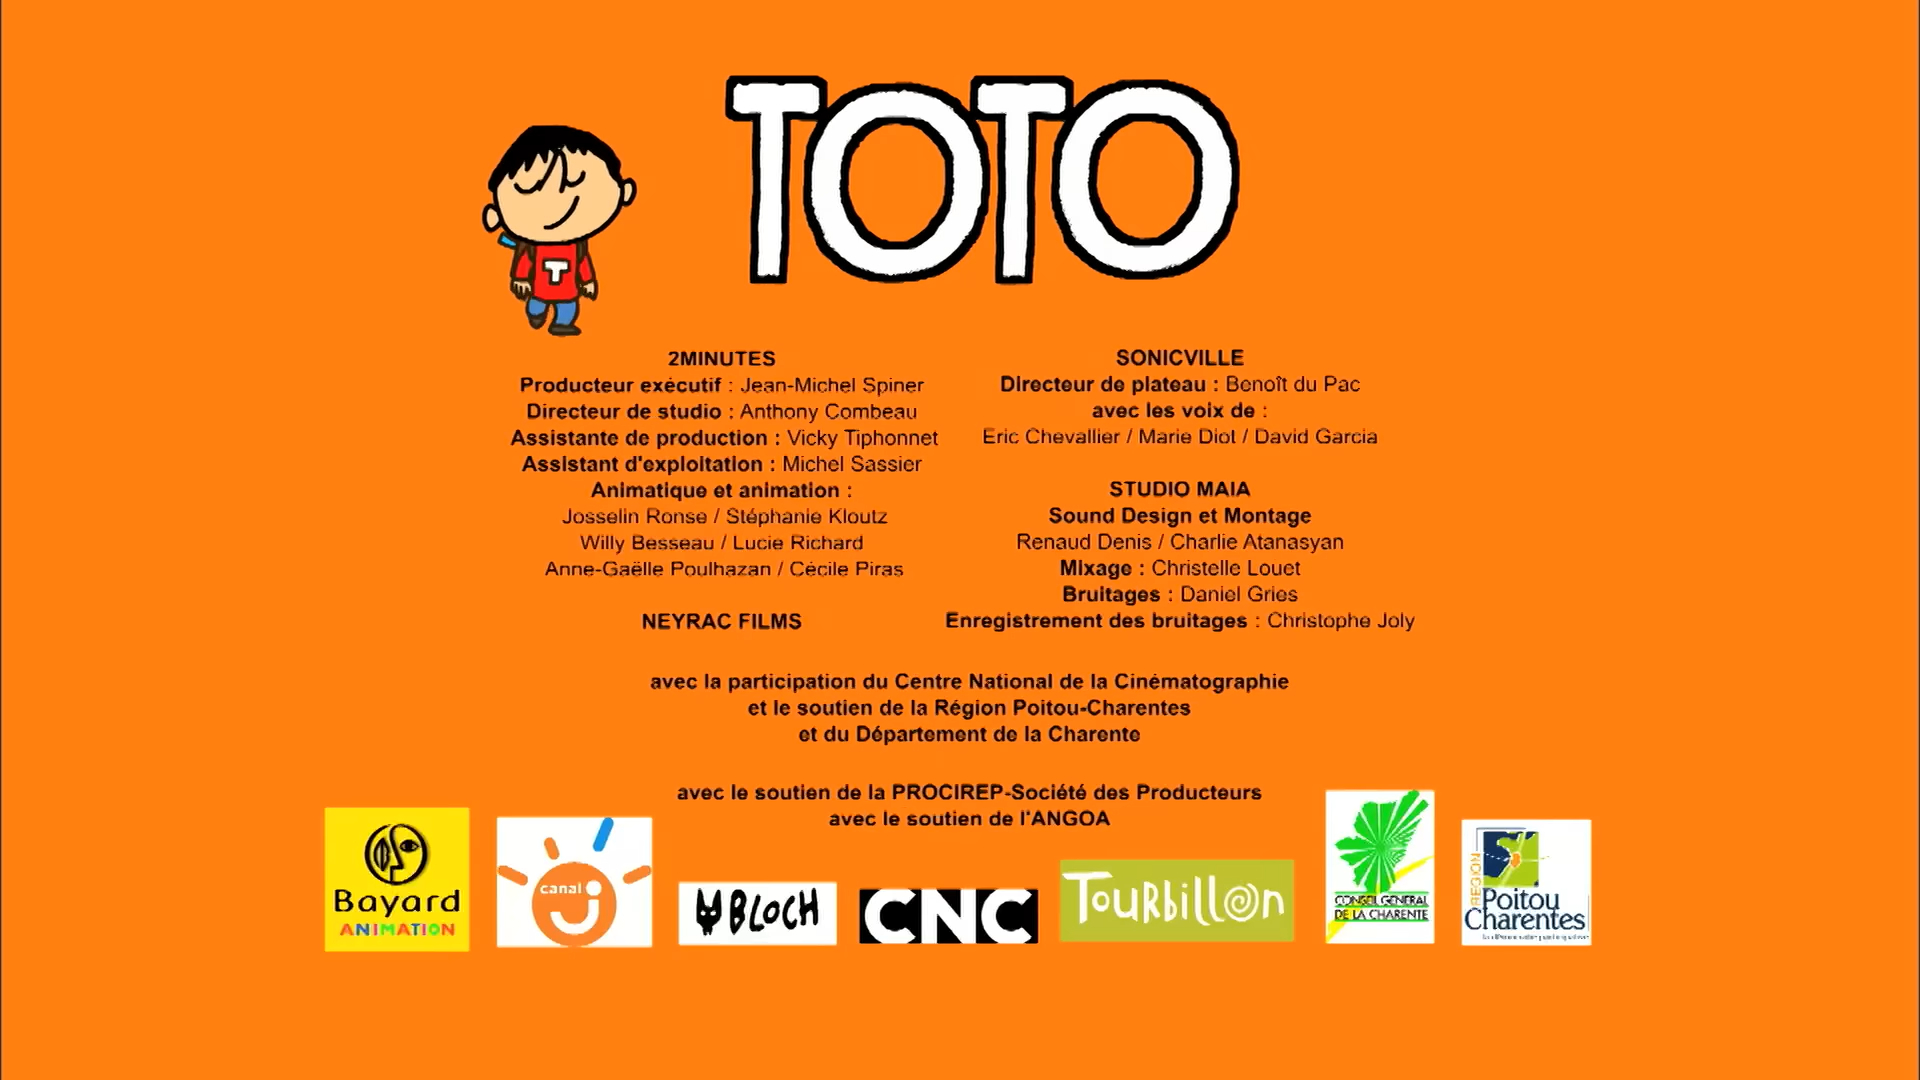 TOTO
T
2MINUTES
Producteur exécutif : Jean-Michel Spiner
Directeur de studio : Anthony Combeau
Assistante de production : Vicky Tiphonnet
Assistant d'exploitation : Michel Sassier
Animatique et animation :
Josselin Ronse / Stéphanie Kloutz
Willy Besseau / Lucie Richard
Anne-Gaëlle Poulhazan / Cécile Piras
NEYRAC FILMS
SONICVILLE
Directeur de plateau : Benoît du Pac
avec les voix de :
Eric Chevallier / Marie Diot / David Garcia
STUDIO MAIA
Sound Design et Montage
Renaud Denis / Charlie Atanasyan
Mixage : Christelle Louet
Bruitages : Daniel Gries
Enregistrement des bruitages : Christophe Joly
avec la participation du Centre National de la Cinématographie
et le soutien de la Région Poitou-Charentes
et du Département de la Charente
avec le soutien de la PROCIREP-Société des Producteurs
avec le soutien de l'ANGOA
Bayard
ANIMATION
canal J
BLOCH
CNC
TOURbillon
CONSEIL GENERAL
DE LA CHARENTE
REGION
Poitou
Charentes